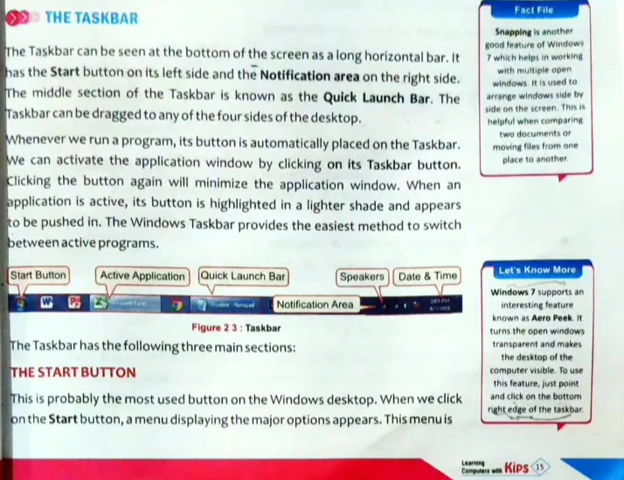 THE TASKBAR
The Taskbar can be seen at the bottom of the screen as a long horizontal bar. It
has the Start button on its left side and the Notification area on the right side.
The middle section of the Taskbar is known as the Quick Launch Bar. The
Taskbar can be dragged to any of the four sides of the desktop.
Whenever we run a program, its button is automatically placed on the Taskbar.
We can activate the application window by clicking on its Taskbar button.
Clicking the button again will minimize the application window. When an
application is active, its button is highlighted in a lighter shade and appears
to be pushed in. The Windows Taskbar provides the easiest method to switch
between active programs.
Start Button
Active Application
Quick Launch Bar
Speakers
Date & Time
Notification Area
Figure 2 3 : Taskbar
The Taskbar has the following three main sections:
THE START BUTTON
This is probably the most used button on the Windows desktop. When we click
on the Start button, a menu displaying the major options appears. This menu is
Fact File
Snapping is another
good feature of Windows
7 which helps in working
with multiple open
windows. It is used to
arrange windows side by
side on the screen. This is
helpful when comparing
two documents or
moving files from one
place to another.
Let's Know More
Windows 7 supports an
interesting feature
known as Aero Peek. It
turns the open windows
transparent and makes
the desktop of the
computer visible. To use
this feature, just point
and click on the bottom
right edge of the taskbar.
Learning
Computers with Kips 15